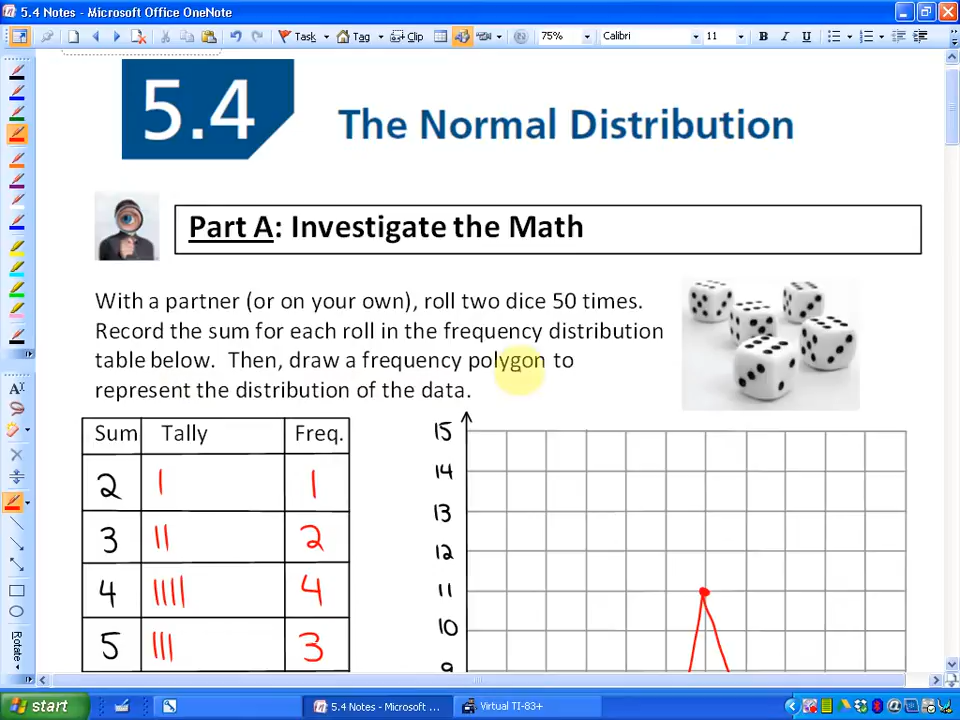 5.4 Notes - Microsoft Office OneNote
Task Tag Clip 75% Calibri 11 B I U
5.4 The Normal Distribution
Part A: Investigate the Math
With a partner (or on your own), roll two dice 50 times.
Record the sum for each roll in the frequency distribution
table below. Then, draw a frequency polygon to
represent the distribution of the data.
Sum Tally Freq.
2 | 1
3 || 2
4 |||| 4
5 ||| 3
15
14
13
12
11
10
9
Rotate
start 5.4 Notes - Microsof... Virtual TI-83+